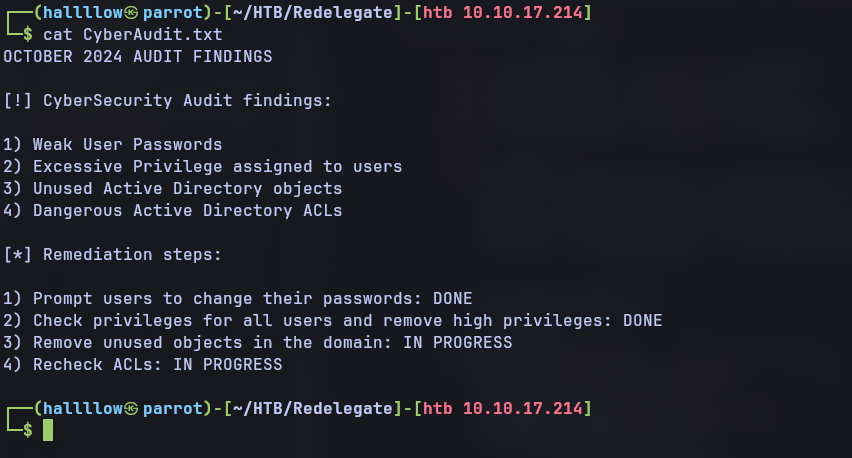 ┌──(hallllow㉿parrot)-[~/HTB/Redelegate]-[htb 10.10.17.214]
└─$ cat CyberAudit.txt
OCTOBER 2024 AUDIT FINDINGS
[!] CyberSecurity Audit findings:
1) Weak User Passwords
2) Excessive Privilege assigned to users
3) Unused Active Directory objects
4) Dangerous Active Directory ACLs
[*] Remediation steps:
1) Prompt users to change their passwords: DONE
2) Check privileges for all users and remove high privileges: DONE
3) Remove unused objects in the domain: IN PROGRESS
4) Recheck ACLs: IN PROGRESS
┌──(hallllow㉿parrot)-[~/HTB/Redelegate]-[htb 10.10.17.214]
└─$